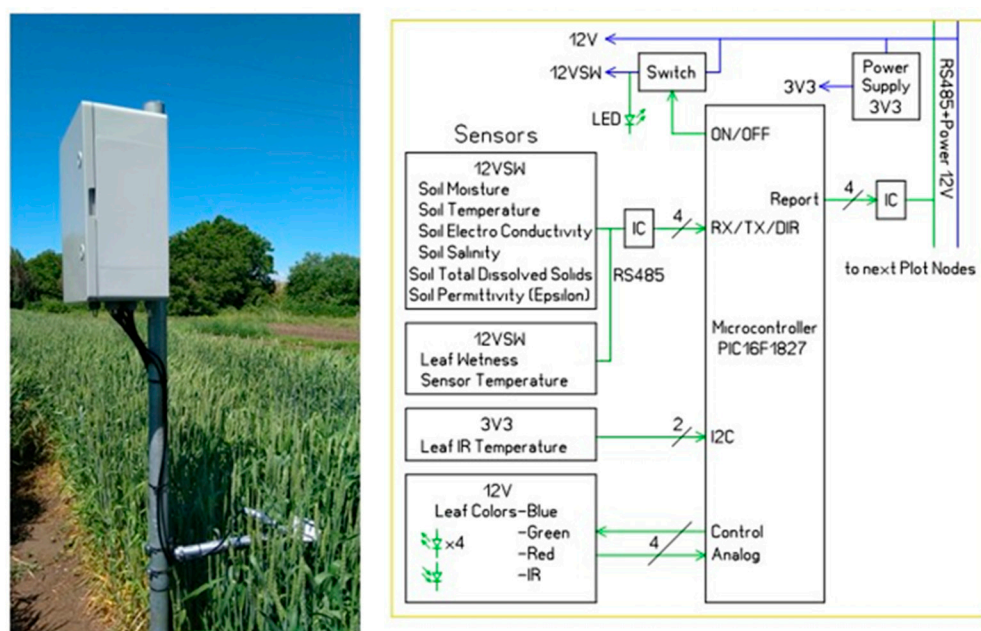 12V
12VSW
Switch
3V3
Power
Supply
3V3
RS485+Power 12V
LED
ON/OFF
Sensors
12VSW
Soil Moisture
Soil Temperature
Soil Electro Conductivity
Soil Salinity
Soil Total Dissolved Solids
Soil Permittivity (Epsilon)
IC
4
RX/TX/DIR
RS485
Report
4
IC
to next Plot Nodes
12VSW
Leaf Wetness
Sensor Temperature
Microcontroller
PIC16F1827
3V3
Leaf IR Temperature
2
I2C
12V
Leaf Colors-Blue
-Green
-Red
-IR
x4
4
Control
Analog